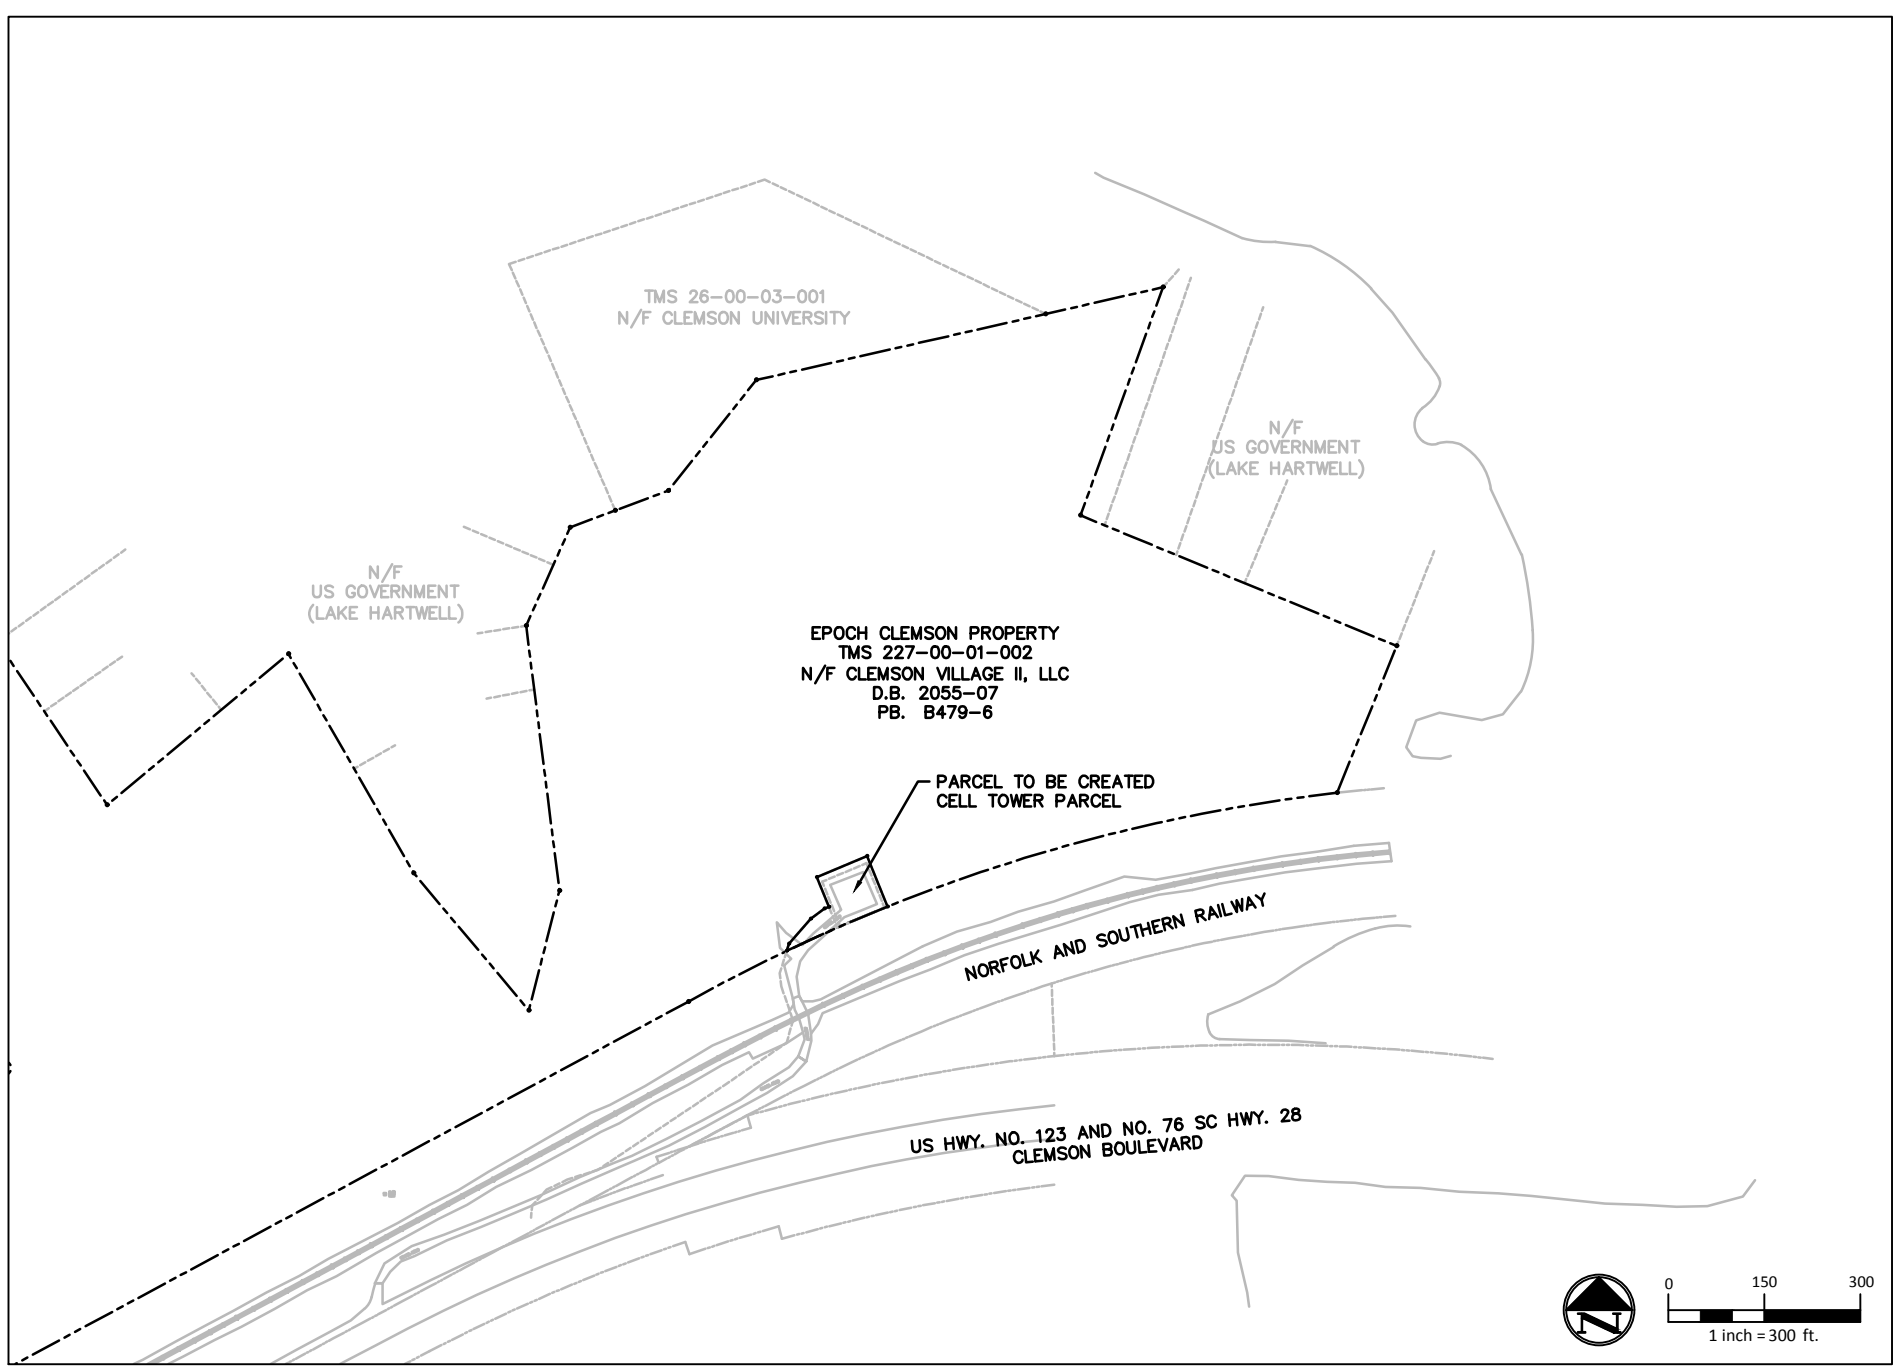 TMS 26-00-03-001
N/F CLEMSON UNIVERSITY
N/F
US GOVERNMENT
(LAKE HARTWELL)
N/F
US GOVERNMENT
(LAKE HARTWELL)
EPOCH CLEMSON PROPERTY
TMS 227-00-01-002
N/F CLEMSON VILLAGE II, LLC
D.B. 2055-07
PB. B479-6
PARCEL TO BE CREATED
CELL TOWER PARCEL
NORFOLK AND SOUTHERN RAILWAY
US HWY. NO. 123 AND NO. 76 SC HWY. 28
CLEMSON BOULEVARD
N
0 150 300
1 inch = 300 ft.